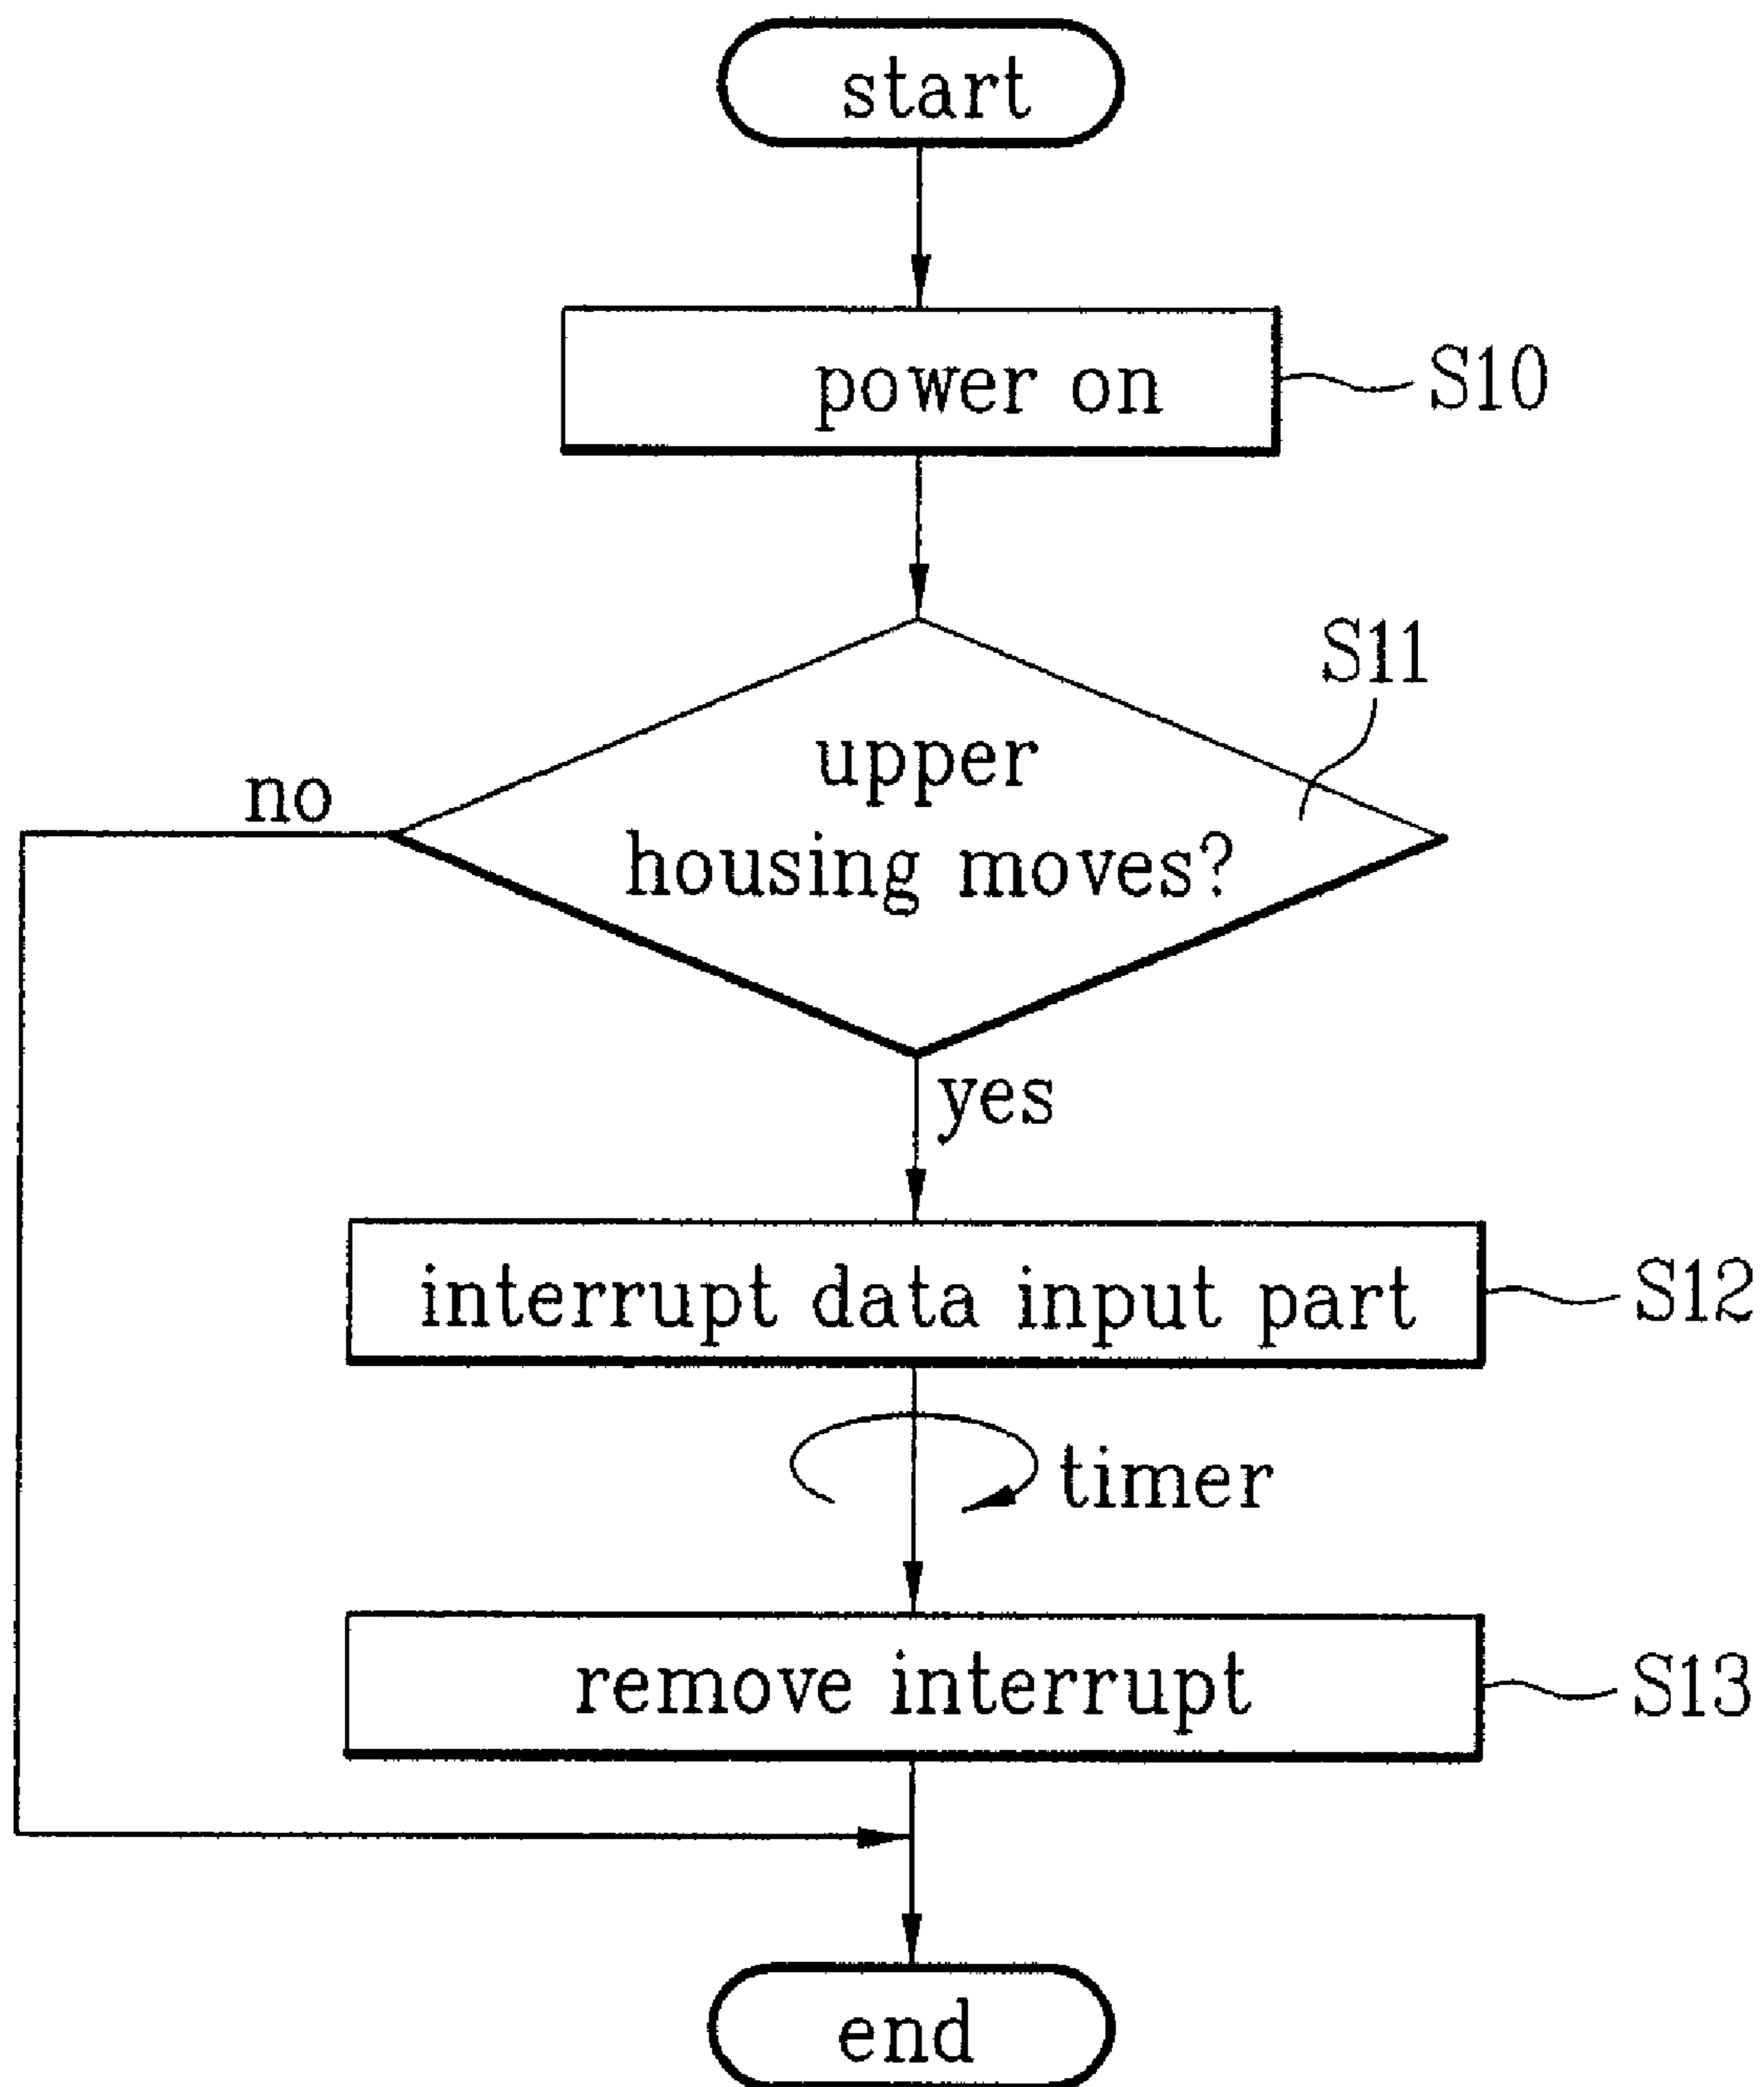 start
power on
S10
S11
upper
housing moves?
no
yes
interrupt data input part
S12
timer
remove interrupt
S13
end